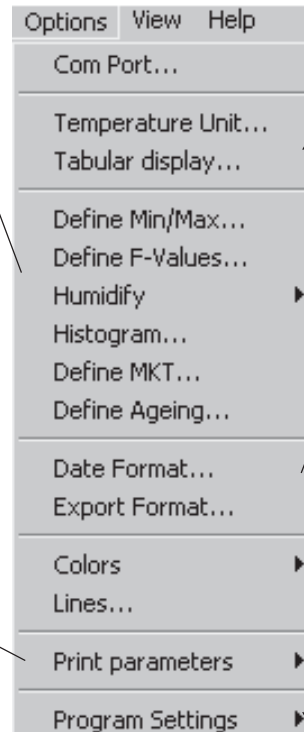 Options View Help
Com Port...
Temperature Unit...
Tabular display...
Define Min/Max...
Define F-Values...
Humidify
Histogram...
Define MKT...
Define Ageing...
Date Format...
Export Format...
Colors
Lines...
Print parameters
Program Settings